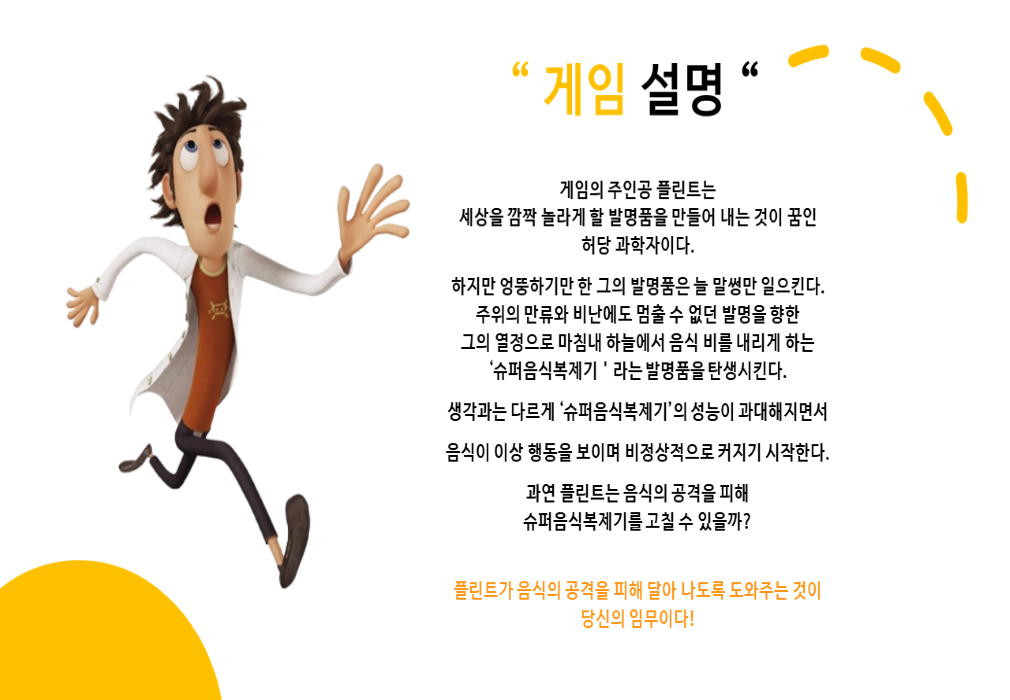 “ 게임 설명 “
게임의 주인공 플린트는
세상을 깜짝 놀라게 할 발명품을 만들어 내는 것이 꿈인
허당 과학자이다.
하지만 엉뚱하기만 한 그의 발명품은 늘 말썽만 일으킨다.
주위의 만류와 비난에도 멈출 수 없던 발명을 향한
그의 열정으로 마침내 하늘에서 음식 비를 내리게 하는
‘슈퍼음식복제기 ' 라는 발명품을 탄생시킨다.
생각과는 다르게 ‘슈퍼음식복제기’의 성능이 과대해지면서
음식이 이상 행동을 보이며 비정상적으로 커지기 시작한다.
과연 플린트는 음식의 공격을 피해
슈퍼음식복제기를 고칠 수 있을까?
플린트가 음식의 공격을 피해 달아 나도록 도와주는 것이
당신의 임무이다!